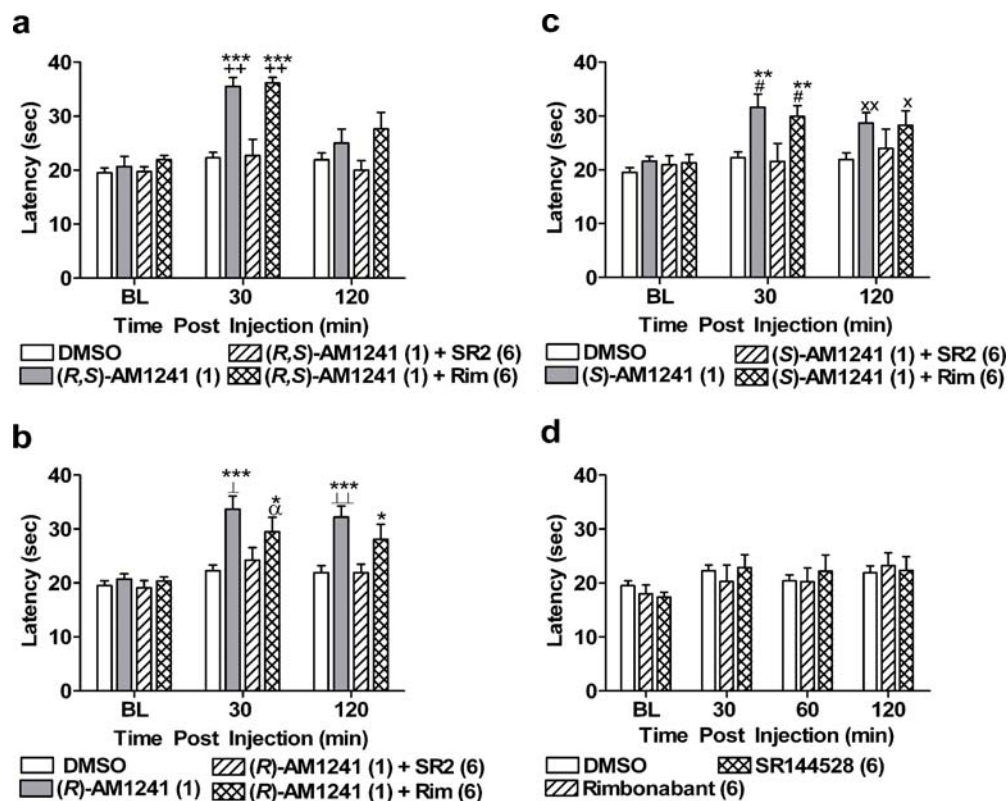 a
*** ***
++ ++
40
30
20
10
0
Latency (sec)
BL 30 120
Time Post Injection (min)
DMSO (R,S)-AM1241 (1) + SR2 (6)
(R,S)-AM1241 (1) (R,S)-AM1241 (1) + Rim (6)
b
*** * *** *
⊥ α ⊥⊥
40
30
20
10
0
Latency (sec)
BL 30 120
Time Post Injection (min)
DMSO (R)-AM1241 (1) + SR2 (6)
(R)-AM1241 (1) (R)-AM1241 (1) + Rim (6)
c
** **
# # xx x
40
30
20
10
0
Latency (sec)
BL 30 120
Time Post Injection (min)
DMSO (S)-AM1241 (1) + SR2 (6)
(S)-AM1241 (1) (S)-AM1241 (1) + Rim (6)
d
40
30
20
10
0
Latency (sec)
BL 30 60 120
Time Post Injection (min)
DMSO SR144528 (6)
Rimbonabant (6)